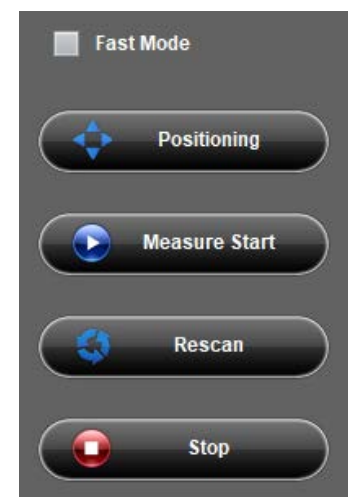 Fast Mode
Positioning
Measure Start
Rescan
Stop